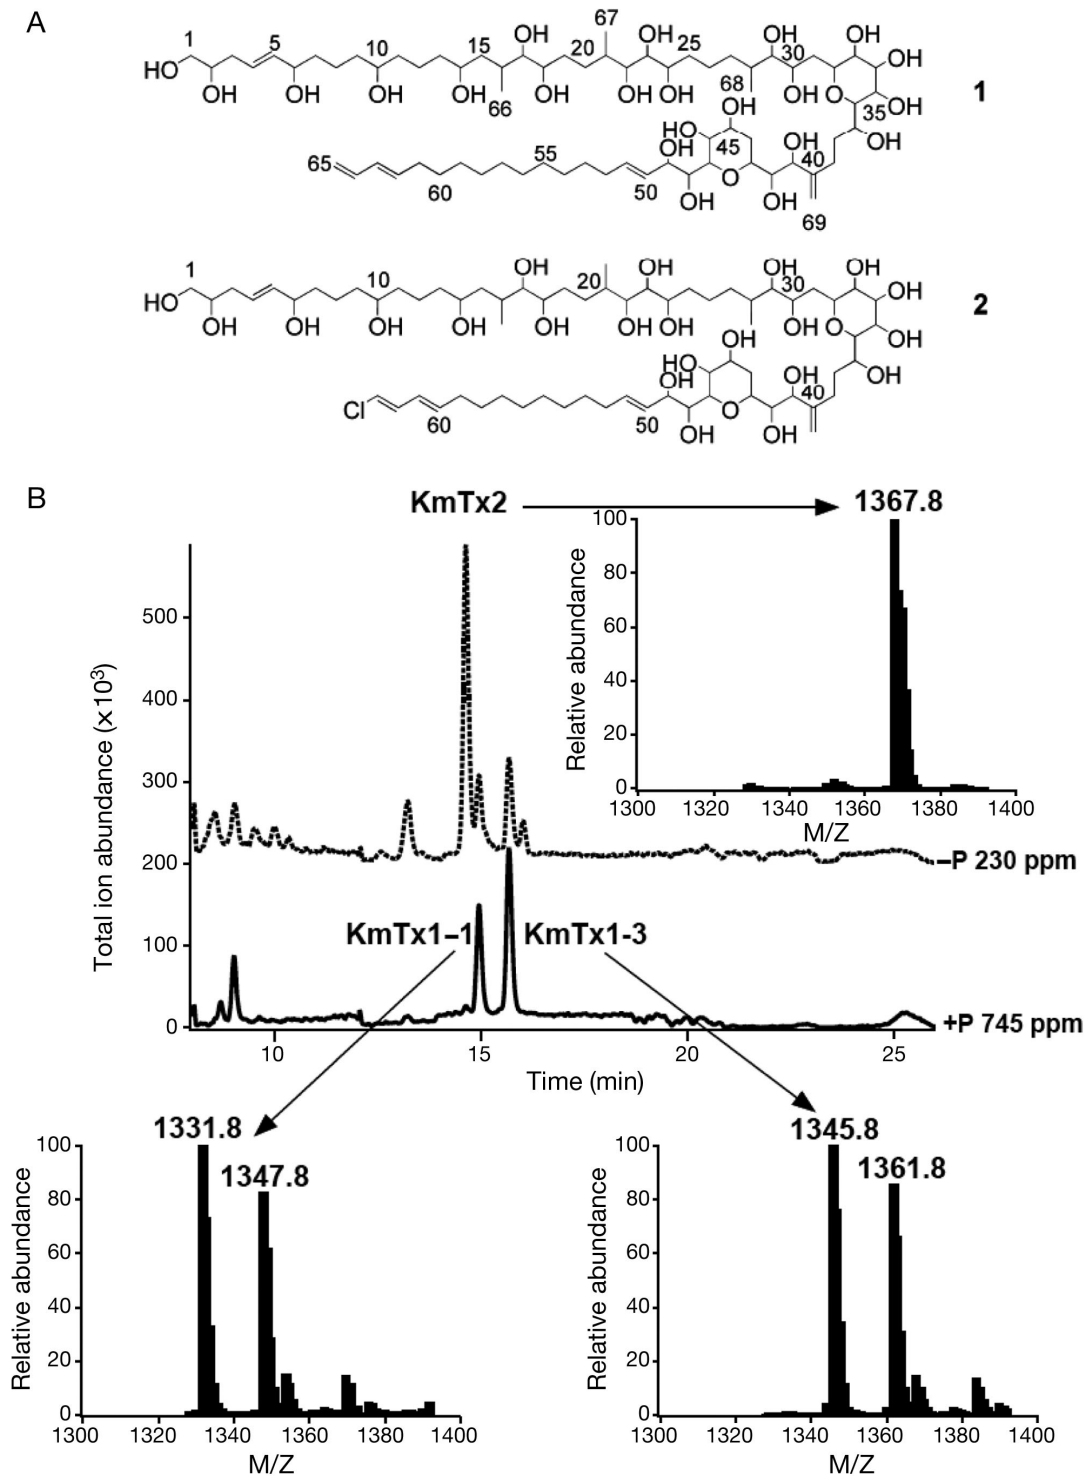 A
67
1 5 10 15 OH 20 OH 25 OH 30 OH OH
HO OH OH OH OH 66 OH OH OH 68 OH O 35 OH
1
OH
HO OH 45 OH 40 OH
65 60 55 50 OH O OH 69
1 10 OH 20 OH OH 30 OH OH
HO OH OH OH OH OH OH OH OH O OH
2
OH
HO OH OH 40 OH
Cl 60 50 OH O OH
B
KmTx2 1367.8
Relative abundance
100
80
60
40
20
0
1300 1320 1340 1360 1380 1400
M/Z
Total ion abundance (×10³)
500
400
300
200
100
0
–P 230 ppm
KmTx1–1 KmTx1-3
+P 745 ppm
10 15 20 25
Time (min)
1331.8
1347.8
Relative abundance
100
80
60
40
20
0
1300 1320 1340 1360 1380 1400
M/Z
1345.8
1361.8
Relative abundance
100
80
60
40
20
0
1300 1320 1340 1360 1380 1400
M/Z